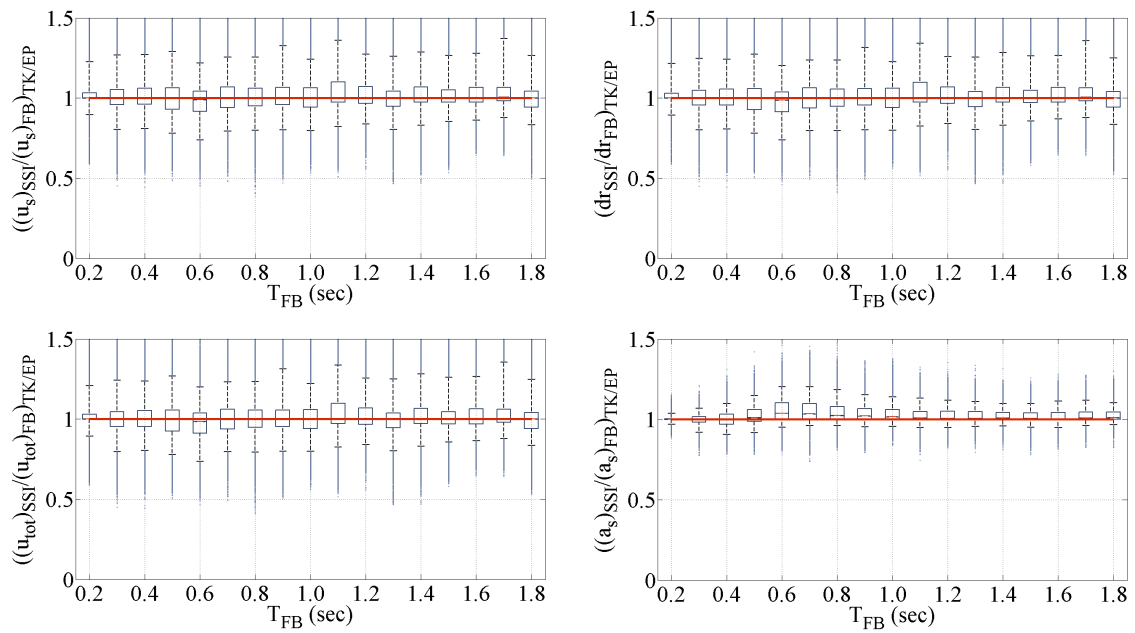 1.5
1
0.5
0
((u_s)_SSI/(u_s)_FB)_TK/EP
0.2 0.4 0.6 0.8 1.0 1.2 1.4 1.6 1.8
T_FB (sec)
1.5
1
0.5
0
(dr_SSI/dr_FB)_TK/EP
0.2 0.4 0.6 0.8 1.0 1.2 1.4 1.6 1.8
T_FB (sec)
1.5
1
0.5
0
((u_tot)_SSI/(u_tot)_FB)_TK/EP
0.2 0.4 0.6 0.8 1.0 1.2 1.4 1.6 1.8
T_FB (sec)
1.5
1
0.5
0
((a_s)_SSI/(a_s)_FB)_TK/EP
0.2 0.4 0.6 0.8 1.0 1.2 1.4 1.6 1.8
T_FB (sec)